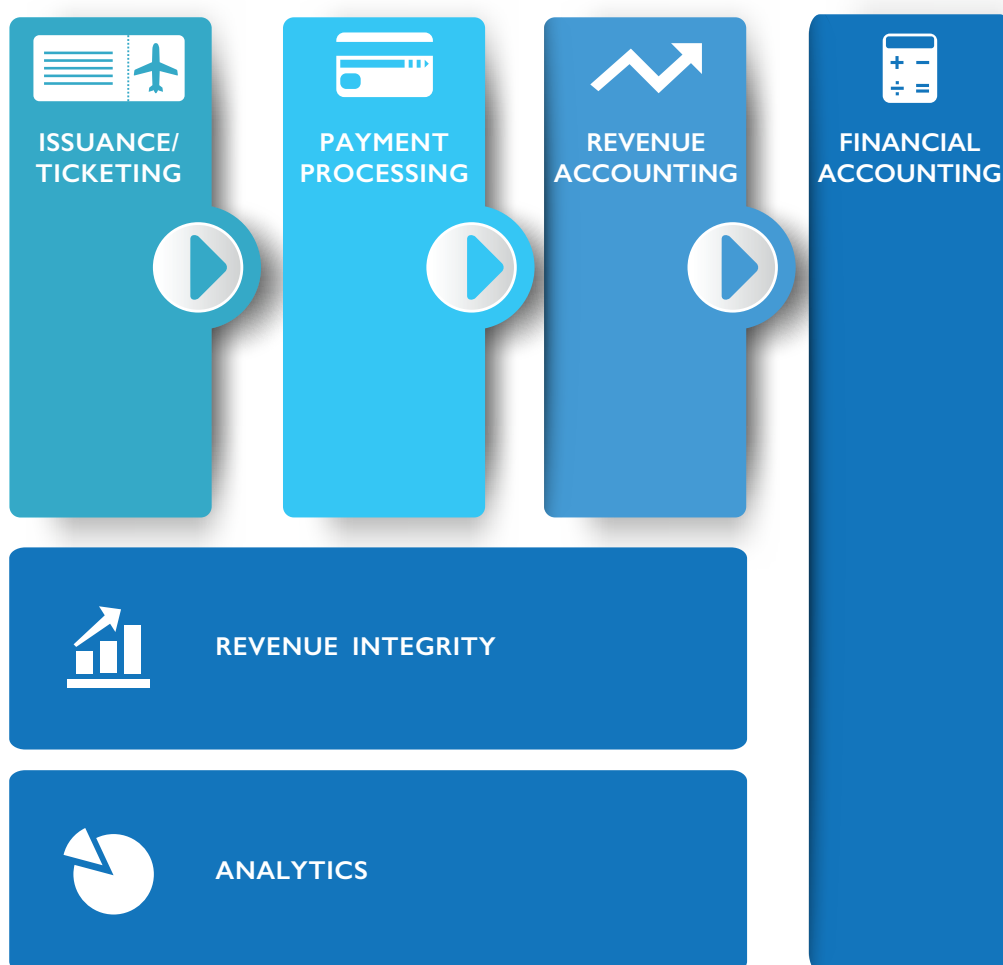 ISSUANCE/
TICKETING
PAYMENT
PROCESSING
REVENUE
ACCOUNTING
FINANCIAL
ACCOUNTING
REVENUE INTEGRITY
ANALYTICS